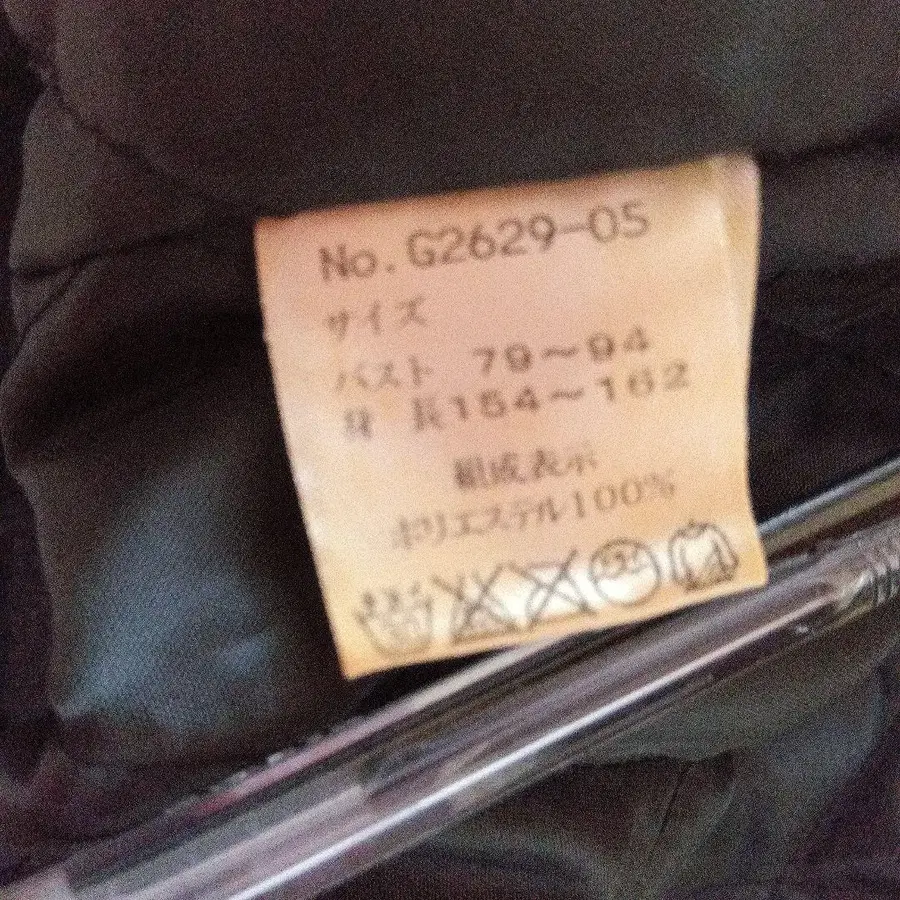 No.G2629-05
サイズ
バスト 79～94
身 長154～162
組成表示
ポリエステル100%